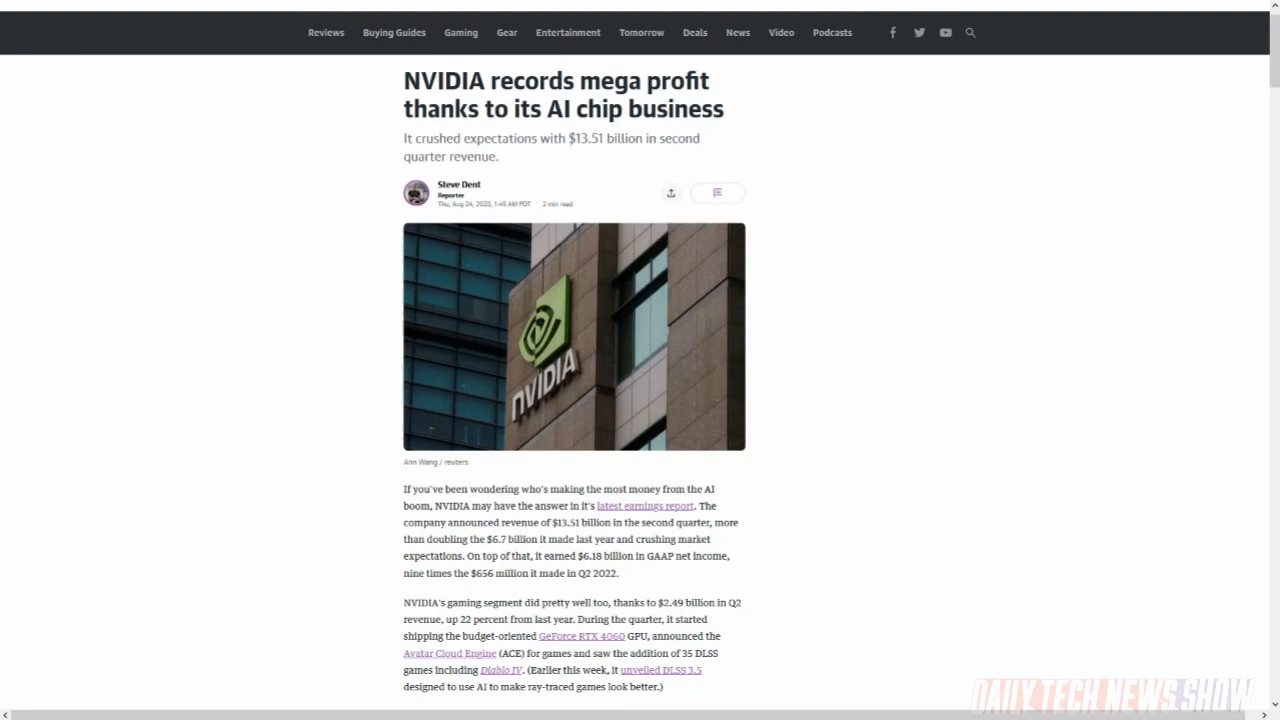 Reviews Buying Guides Gaming Gear Entertainment Tomorrow Deals News Video Podcasts
NVIDIA records mega profit
thanks to its AI chip business
It crushed expectations with $13.51 billion in second
quarter revenue.
Steve Dent
Reporter
Thu, Aug 24, 2023, 1:45 AM PDT · 2 min read
NVIDIA
Ann Wang / reuters
If you've been wondering who's making the most money from the AI
boom, NVIDIA may have the answer in it's latest earnings report. The
company announced revenue of $13.51 billion in the second quarter, more
than doubling the $6.7 billion it made last year and crushing market
expectations. On top of that, it earned $6.18 billion in GAAP net income,
nine times the $656 million it made in Q2 2022.
NVIDIA's gaming segment did pretty well too, thanks to $2.49 billion in Q2
revenue, up 22 percent from last year. During the quarter, it started
shipping the budget-oriented GeForce RTX 4060 GPU, announced the
Avatar Cloud Engine (ACE) for games and saw the addition of 35 DLSS
games including Diablo IV. (Earlier this week, it unveiled DLSS 3.5
designed to use AI to make ray-traced games look better.)
DAILY TECH NEWS SHOW